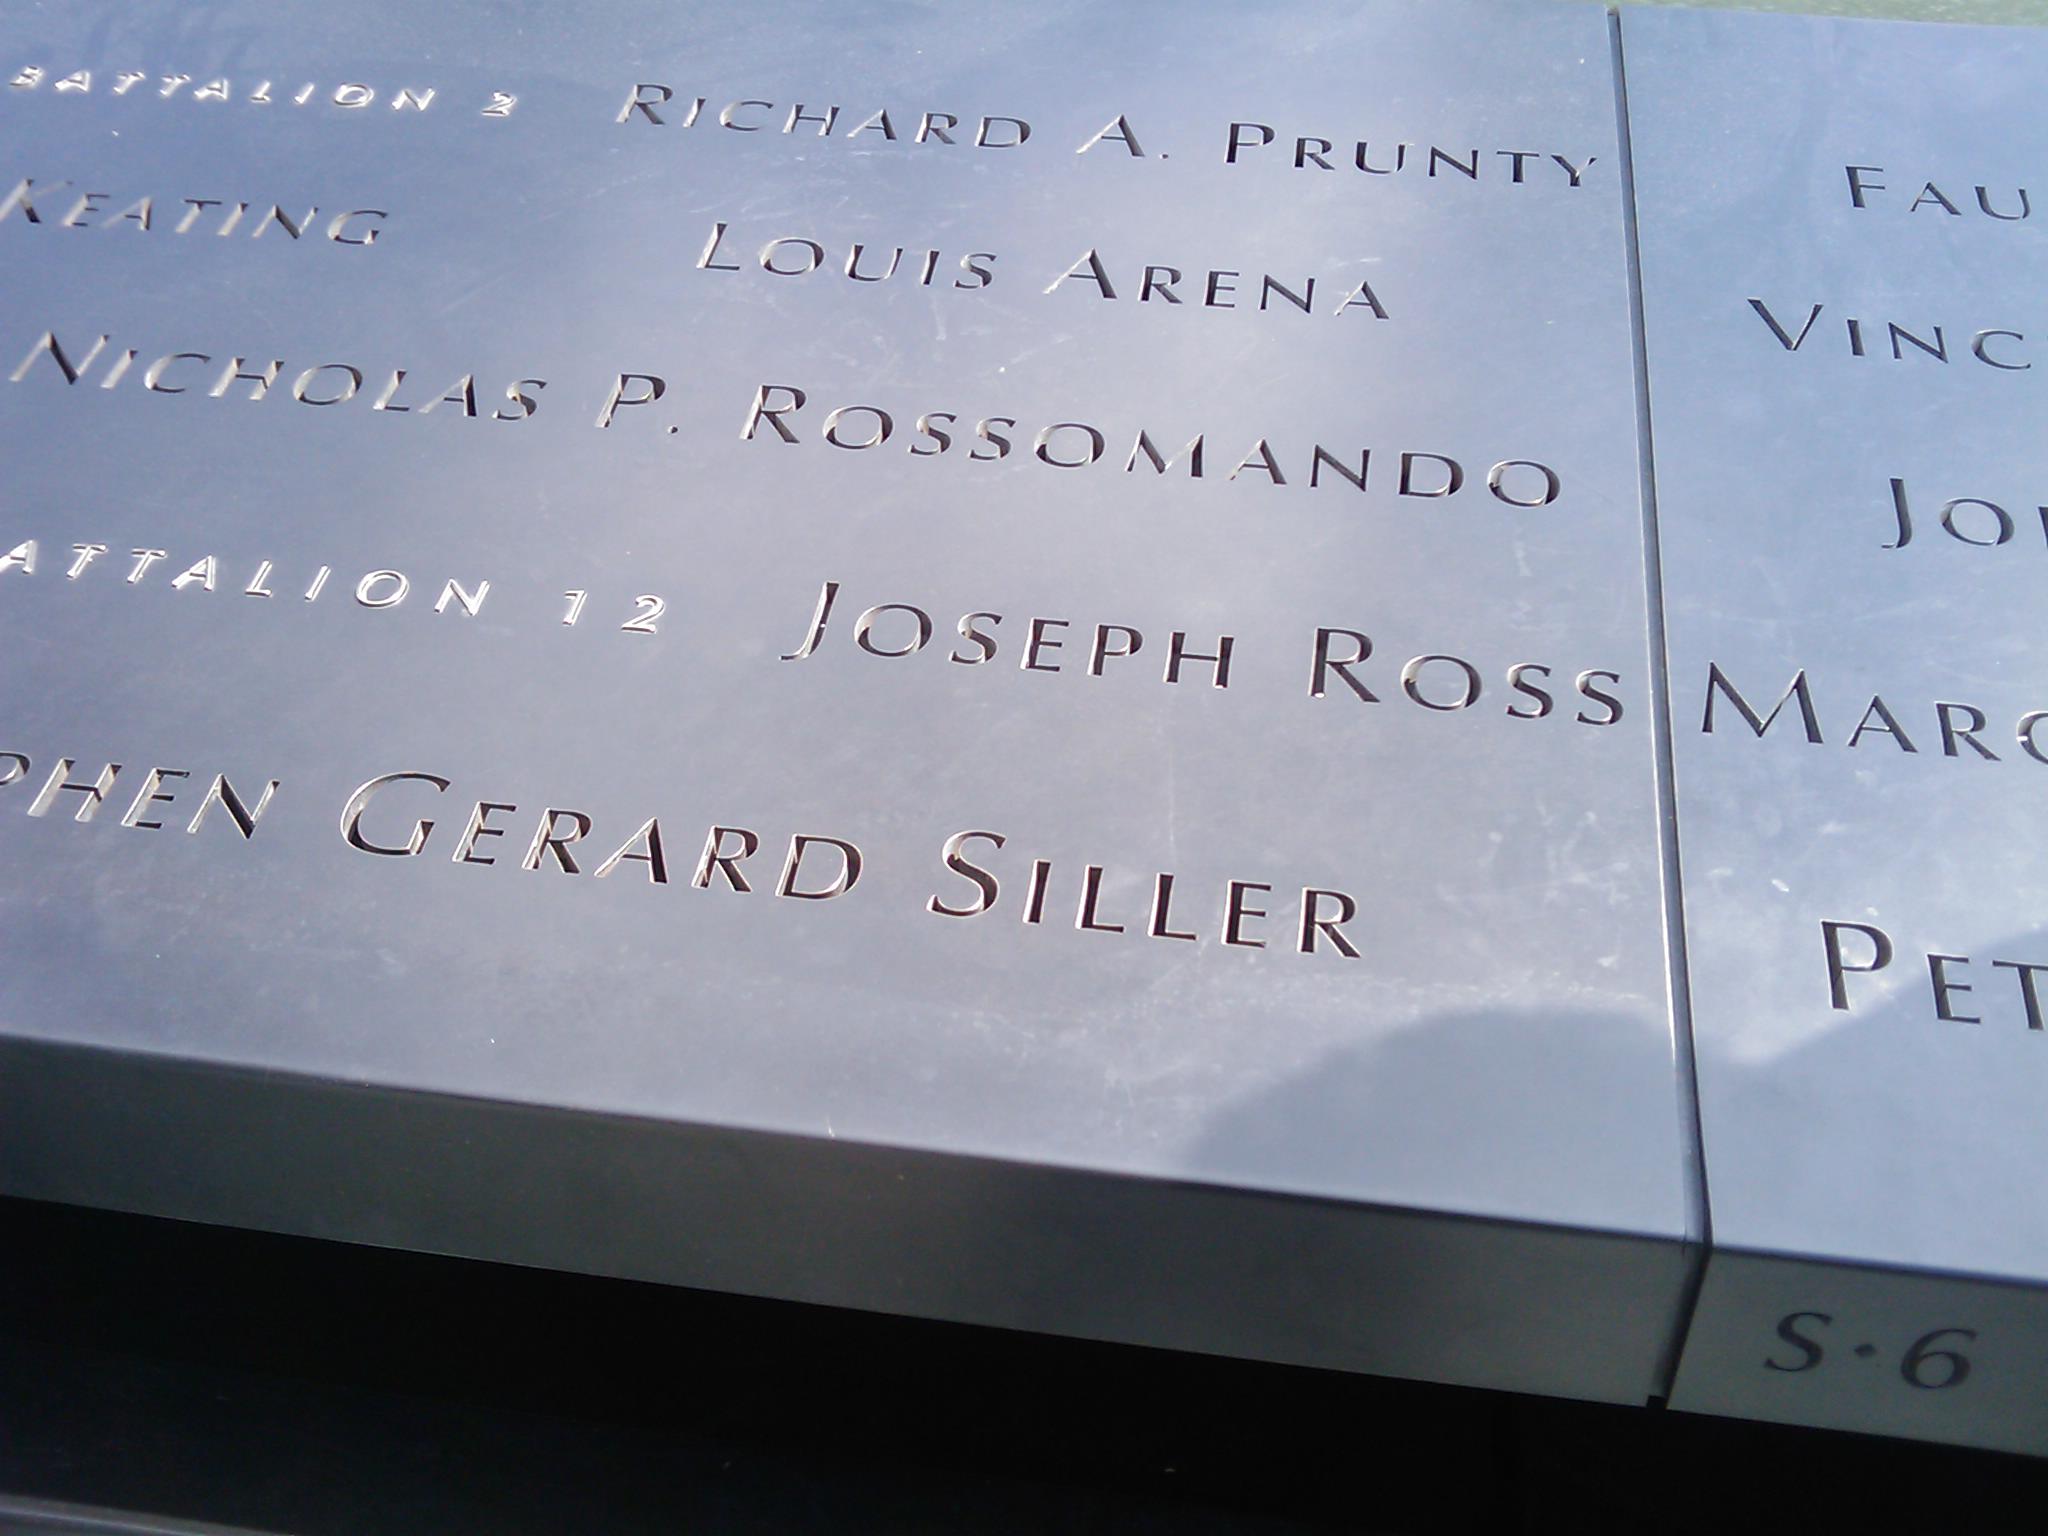 BATTALION 2 RICHARD A. PRUNTY FAU
KEATING LOUIS ARENA VINC
NICHOLAS P. ROSSOMANDO JO
ATTALION 12 JOSEPH ROSS MARC
PHEN GERARD SILLER PET
S·6